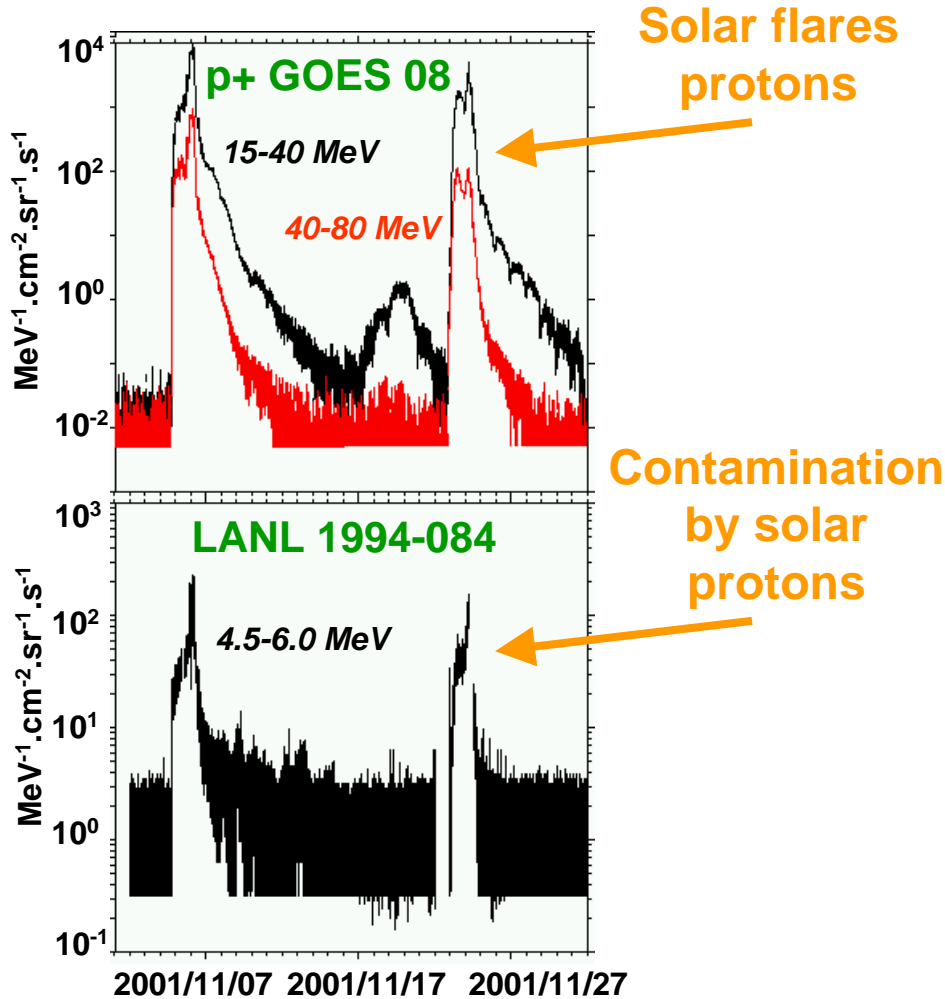 Solar flares
protons
p+ GOES 08
15-40 MeV
40-80 MeV
MeV⁻¹.cm⁻².sr⁻¹.s⁻¹
10⁴
10²
10⁰
10⁻²
Contamination
by solar
protons
LANL 1994-084
4.5-6.0 MeV
MeV⁻¹.cm⁻².sr⁻¹.s⁻¹
10³
10²
10¹
10⁰
10⁻¹
2001/11/07 2001/11/17 2001/11/27